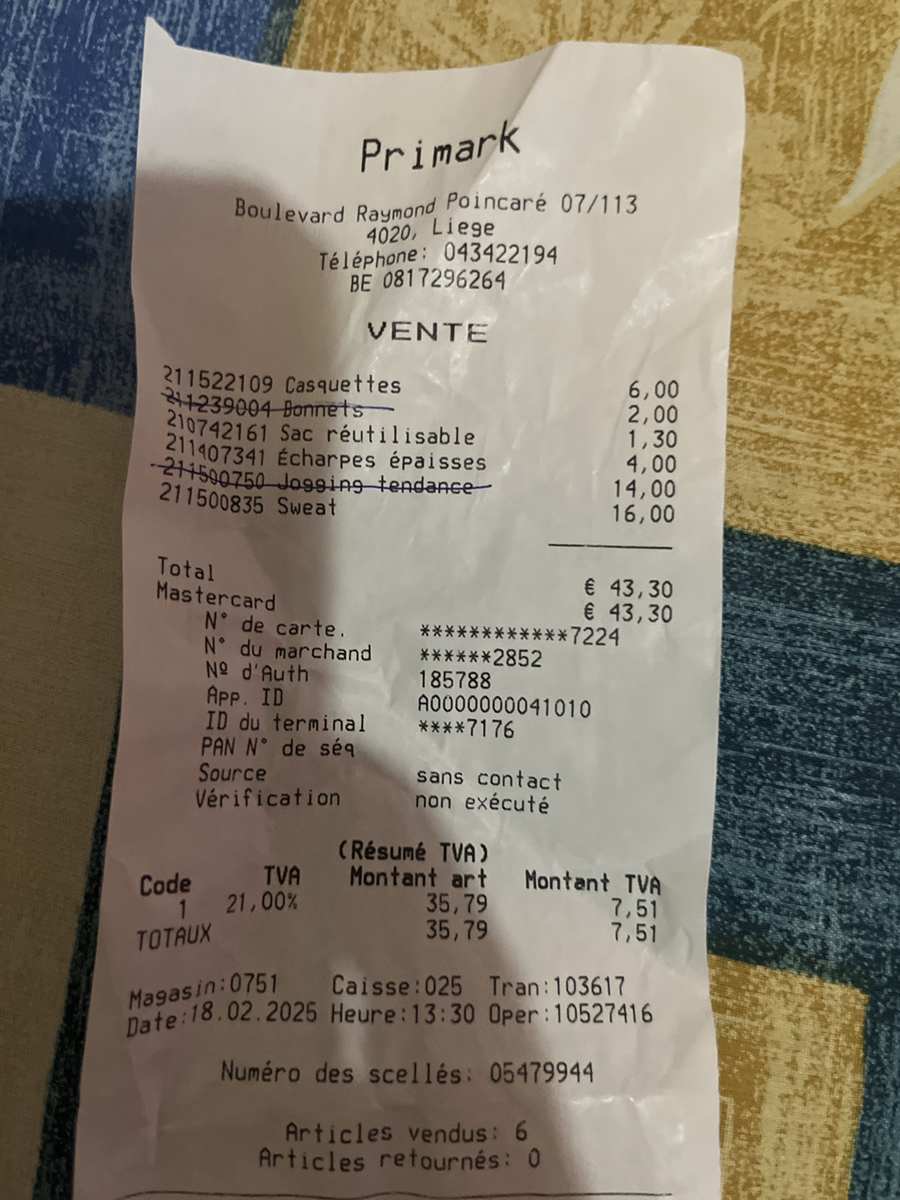 Primark
Boulevard Raymond Poincaré 07/113
4020, Liege
Téléphone: 043422194
BE 0817296264
VENTE
211522109 Casquettes 6,00
211239004 Bonnets 2,00
210742161 Sac réutilisable 1,30
211407341 Écharpes épaisses 4,00
211500750 Jogging tendance 14,00
211500835 Sweat 16,00
Total € 43,30
Mastercard € 43,30
N° de carte. ************7224
N° du marchand ******2852
Nº d'Auth 185788
App. ID A0000000041010
ID du terminal ****7176
PAN N° de séq
Source sans contact
Vérification non exécuté
(Résumé TVA)
Code TVA Montant art Montant TVA
1 21,00% 35,79 7,51
TOTAUX 35,79 7,51
Magasin:0751 Caisse:025 Tran:103617
Date:18.02.2025 Heure:13:30 Oper:10527416
Numéro des scellés: 05479944
Articles vendus: 6
Articles retournés: 0